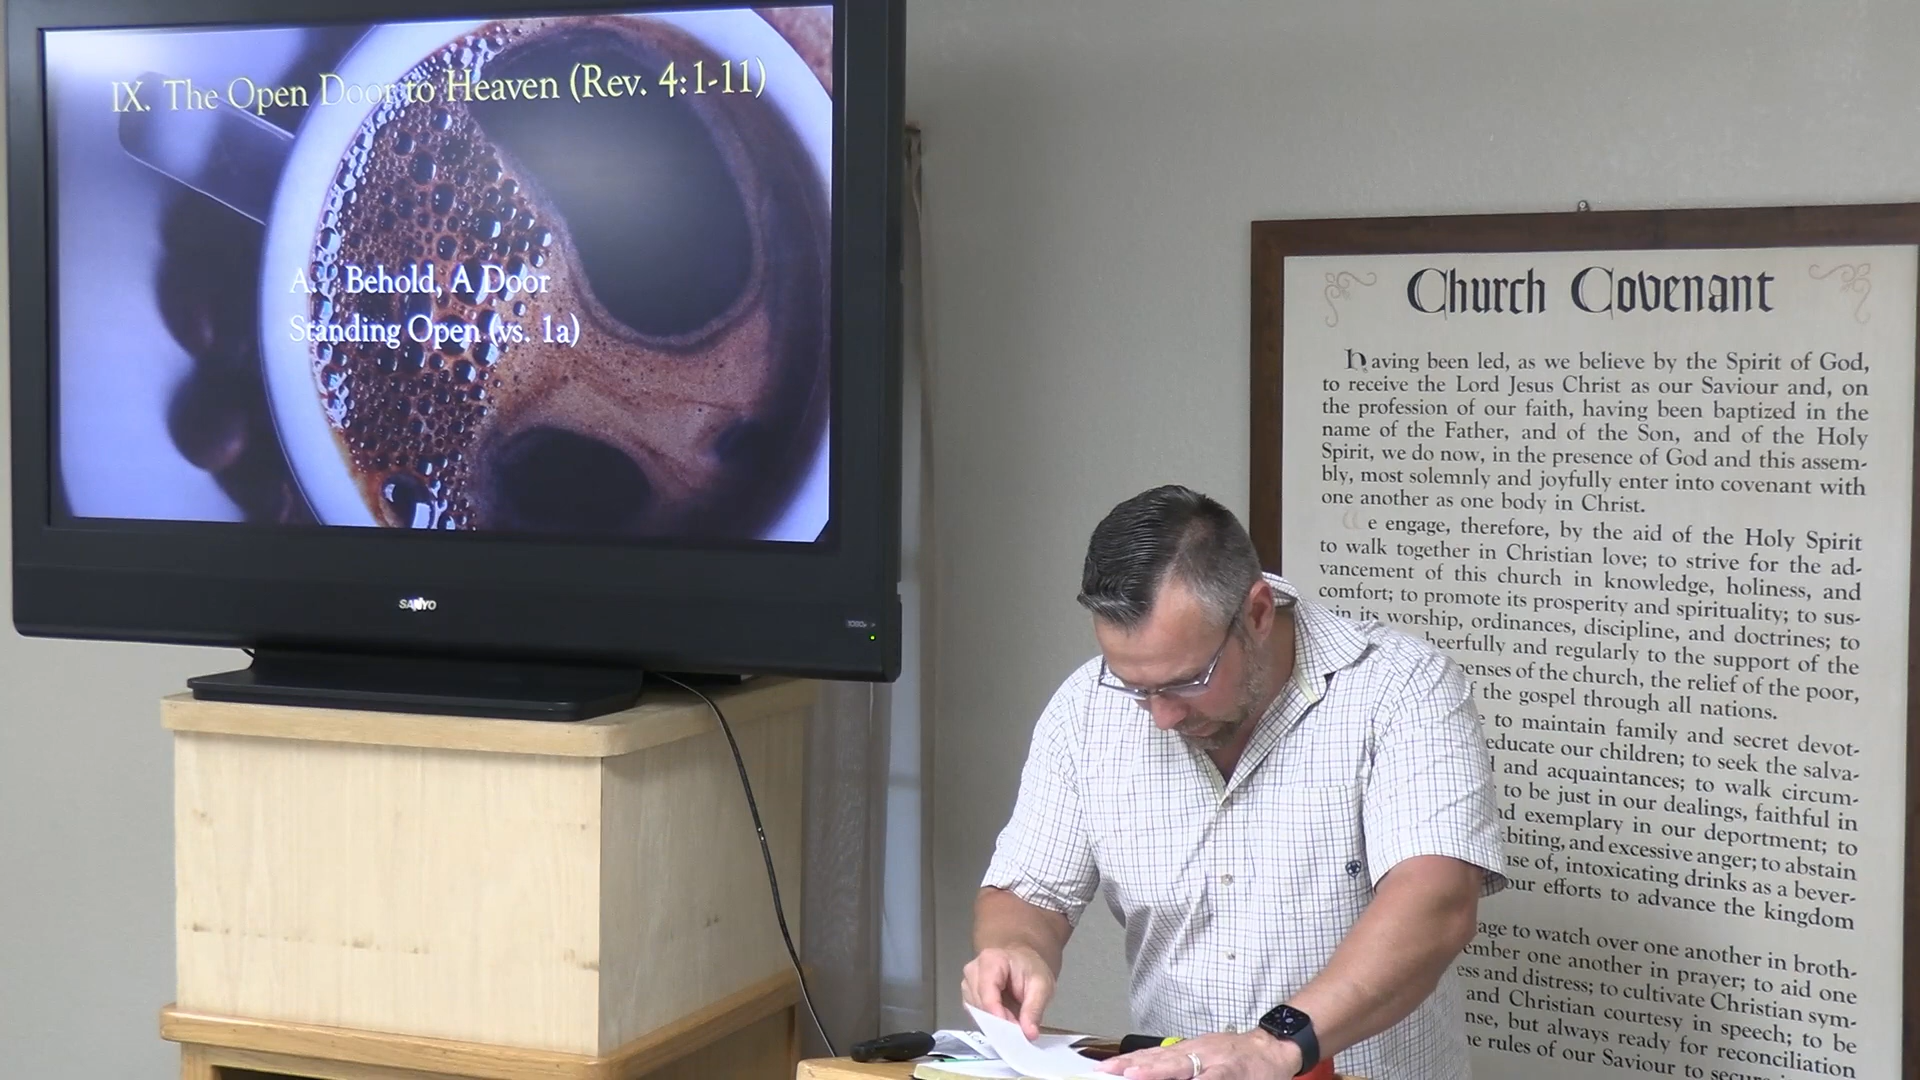 IX. The Open Door to Heaven (Rev. 4:1-11)
A. Behold, A Door
Standing Open (vs. 1a)
SANYO
Church Covenant
Having been led, as we believe by the Spirit of God,
to receive the Lord Jesus Christ as our Saviour and, on
the profession of our faith, having been baptized in the
name of the Father, and of the Son, and of the Holy
Spirit, we do now, in the presence of God and this assem-
bly, most solemnly and joyfully enter into covenant with
one another as one body in Christ.
We engage, therefore, by the aid of the Holy Spirit
to walk together in Christian love; to strive for the ad-
vancement of this church in knowledge, holiness, and
comfort; to promote its prosperity and spirituality; to sus-
in its worship, ordinances, discipline, and doctrines; to
heerfully and regularly to the support of the
penses of the church, the relief of the poor,
f the gospel through all nations.
e to maintain family and secret devot-
educate our children; to seek the salva-
d and acquaintances; to walk circum-
; to be just in our dealings, faithful in
nd exemplary in our deportment; to
kbiting, and excessive anger; to abstain
use of, intoxicating drinks as a bever-
our efforts to advance the kingdom
age to watch over one another in broth-
ember one another in prayer; to aid one
ess and distress; to cultivate Christian sym-
and Christian courtesy in speech; to be
nse, but always ready for reconciliation
he rules of our Saviour to secure